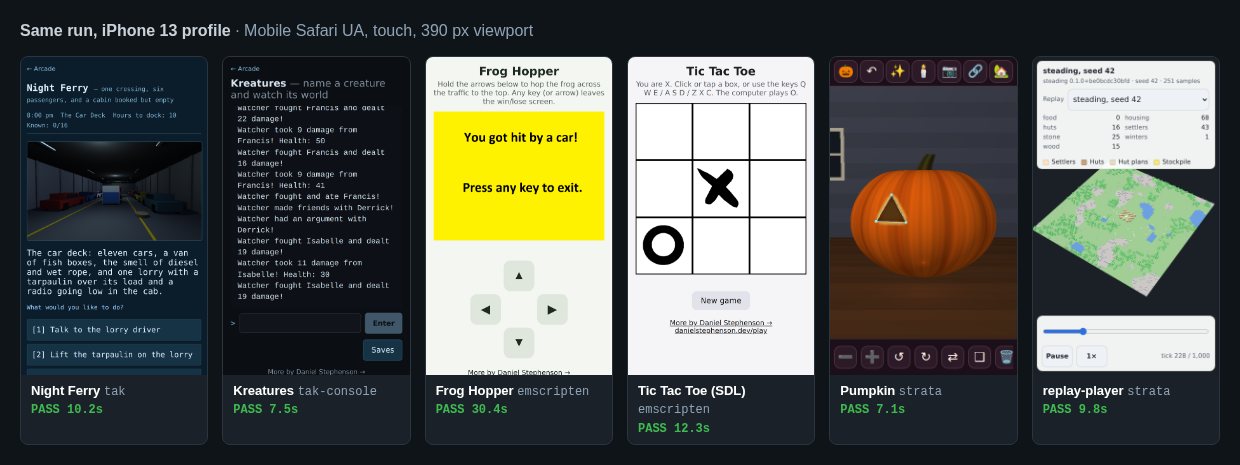 Same run, iPhone 13 profile · Mobile Safari UA, touch, 390 px viewport
← Arcade
Night Ferry — one crossing, six
passengers, and a cabin booked but empty
8:00 pm The Car Deck Hours to dock: 10
Known: 0/16
The car deck: eleven cars, a van
of fish boxes, the smell of diesel
and wet rope, and one lorry with a
tarpaulin over its load and a
radio going low in the cab.
What would you like to do?
[1] Talk to the lorry driver
[2] Lift the tarpaulin on the lorry
Night Ferry tak
PASS 10.2s
← Arcade
Kreatures — name a creature
and watch its world
Watcher fought Francis and dealt
22 damage!
Watcher took 9 damage from
Francis! Health: 50
Watcher fought Francis and dealt
16 damage!
Watcher took 9 damage from
Francis! Health: 41
Watcher fought and ate Francis!
Watcher made friends with Derrick!
Watcher had an argument with
Derrick!
Watcher fought Isabelle and dealt
19 damage!
Watcher took 11 damage from
Isabelle! Health: 30
Watcher fought Isabelle and dealt
19 damage!
>
Enter
Saves
More by Daniel Stephenson →
Kreatures tak-console
PASS 7.5s
Frog Hopper
Hold the arrows below to hop the frog across
the traffic to the top. Any key (or arrow) leaves
the win/lose screen.
You got hit by a car!
Press any key to exit.
More by Daniel Stephenson →
Frog Hopper emscripten
PASS 30.4s
Tic Tac Toe
You are X. Click or tap a box, or use the keys Q
W E / A S D / Z X C. The computer plays O.
New game
More by Daniel Stephenson →
danielstephenson.dev/play
Tic Tac Toe (SDL)
emscripten
PASS 12.3s
Pumpkin strata
PASS 7.1s
steading, seed 42
steading 0.1.0+be0bcdc30bfd · seed 42 · 251 samples
Replay steading, seed 42
food 0 housing 68
huts 16 settlers 43
stone 25 winters 1
wood 15
Settlers Huts Hut plans Stockpile
Pause 1× tick 228 / 1,000
replay-player strata
PASS 9.8s